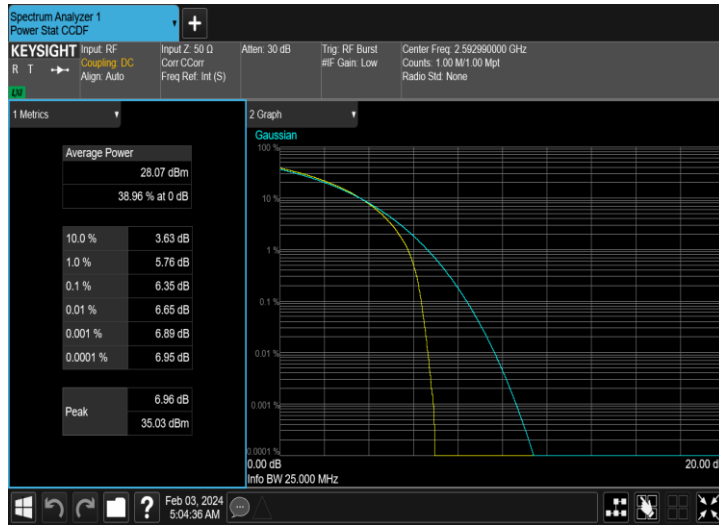 Spectrum Analyzer 1
Power Stat CCDF
+
KEYSIGHT
R T
LXI
Input: RF
Coupling: DC
Align: Auto
Input Z: 50 Ω
Corr CCorr
Freq Ref: Int (S)
Atten: 30 dB
Trig: RF Burst
#IF Gain: Low
Center Freq: 2.592990000 GHz
Counts: 1.00 M/1.00 Mpt
Radio Std: None
1 Metrics
Average Power
28.07 dBm
38.96 % at 0 dB
10.0 % 3.63 dB
1.0 % 5.76 dB
0.1 % 6.35 dB
0.01 % 6.65 dB
0.001 % 6.89 dB
0.0001 % 6.95 dB
Peak
6.96 dB
35.03 dBm
2 Graph
Gaussian
100 %
10 %
1 %
0.1 %
0.01 %
0.001 %
0.0001 %
0.00 dB
20.00 d
Info BW 25.000 MHz
?
Feb 03, 2024
5:04:36 AM